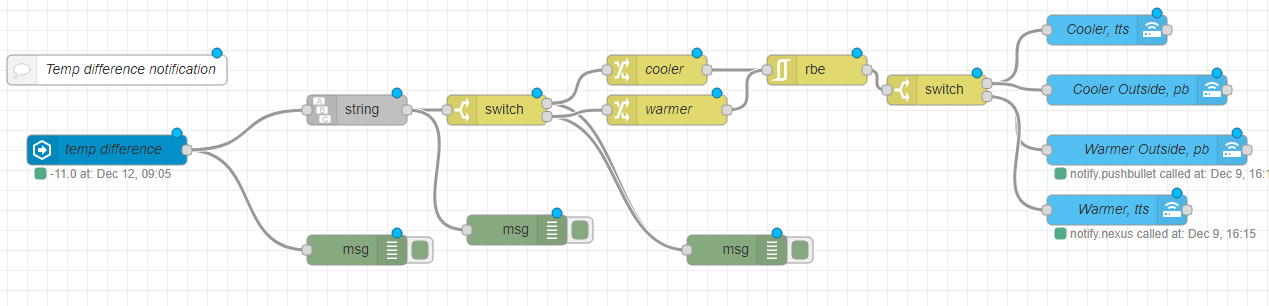 Temp difference notification
temp difference
-11.0 at: Dec 12, 09:05
A
B
C
string
msg
msg
switch
cooler
warmer
msg
rbe
switch
Cooler, tts
Cooler Outside, pb
Warmer Outside, pb
notify.pushbullet called at: Dec 9, 16:1
Warmer, tts
notify.nexus called at: Dec 9, 16:15